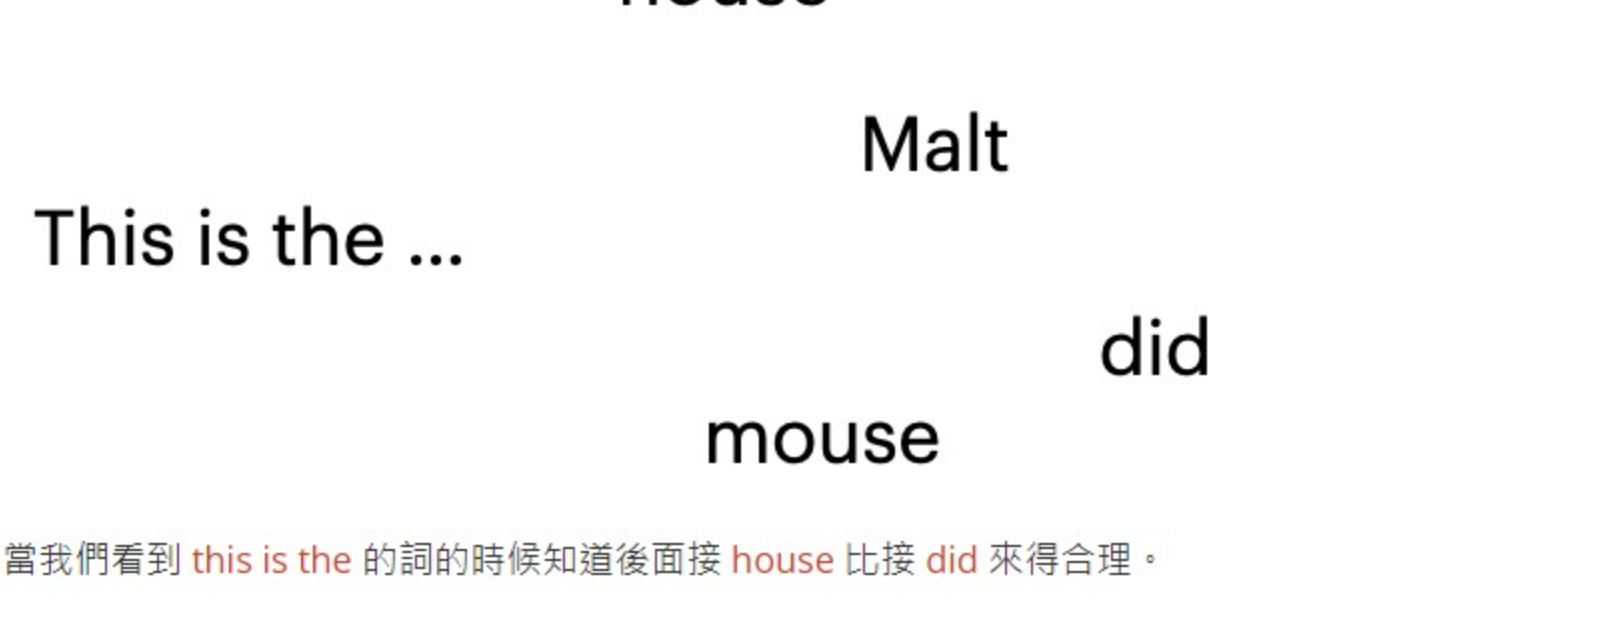 house
Malt
This is the ...
did
mouse
當我們看到 this is the 的詞的時候知道後面接 house 比接 did 來得合理。